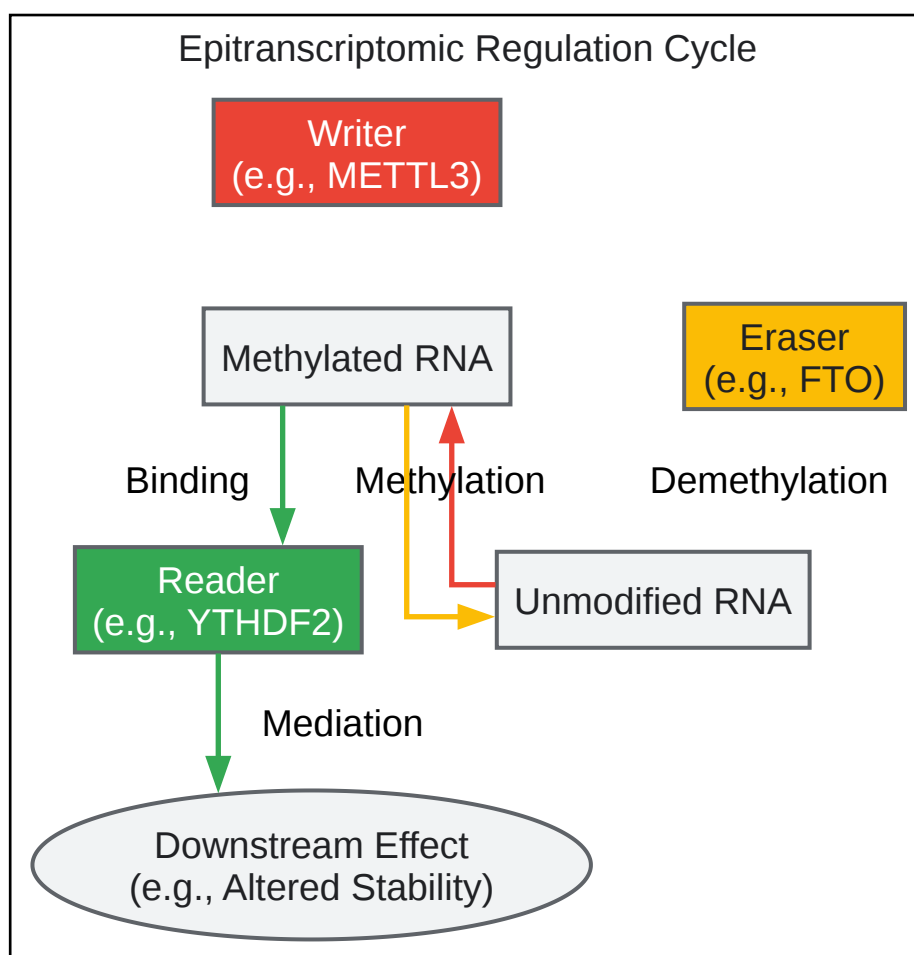 Epitranscriptomic Regulation Cycle
Writer
(e.g., METTL3)
Methylated RNA
Eraser
(e.g., FTO)
Binding
Methylation
Demethylation
Reader
(e.g., YTHDF2)
Unmodified RNA
Mediation
Downstream Effect
(e.g., Altered Stability)